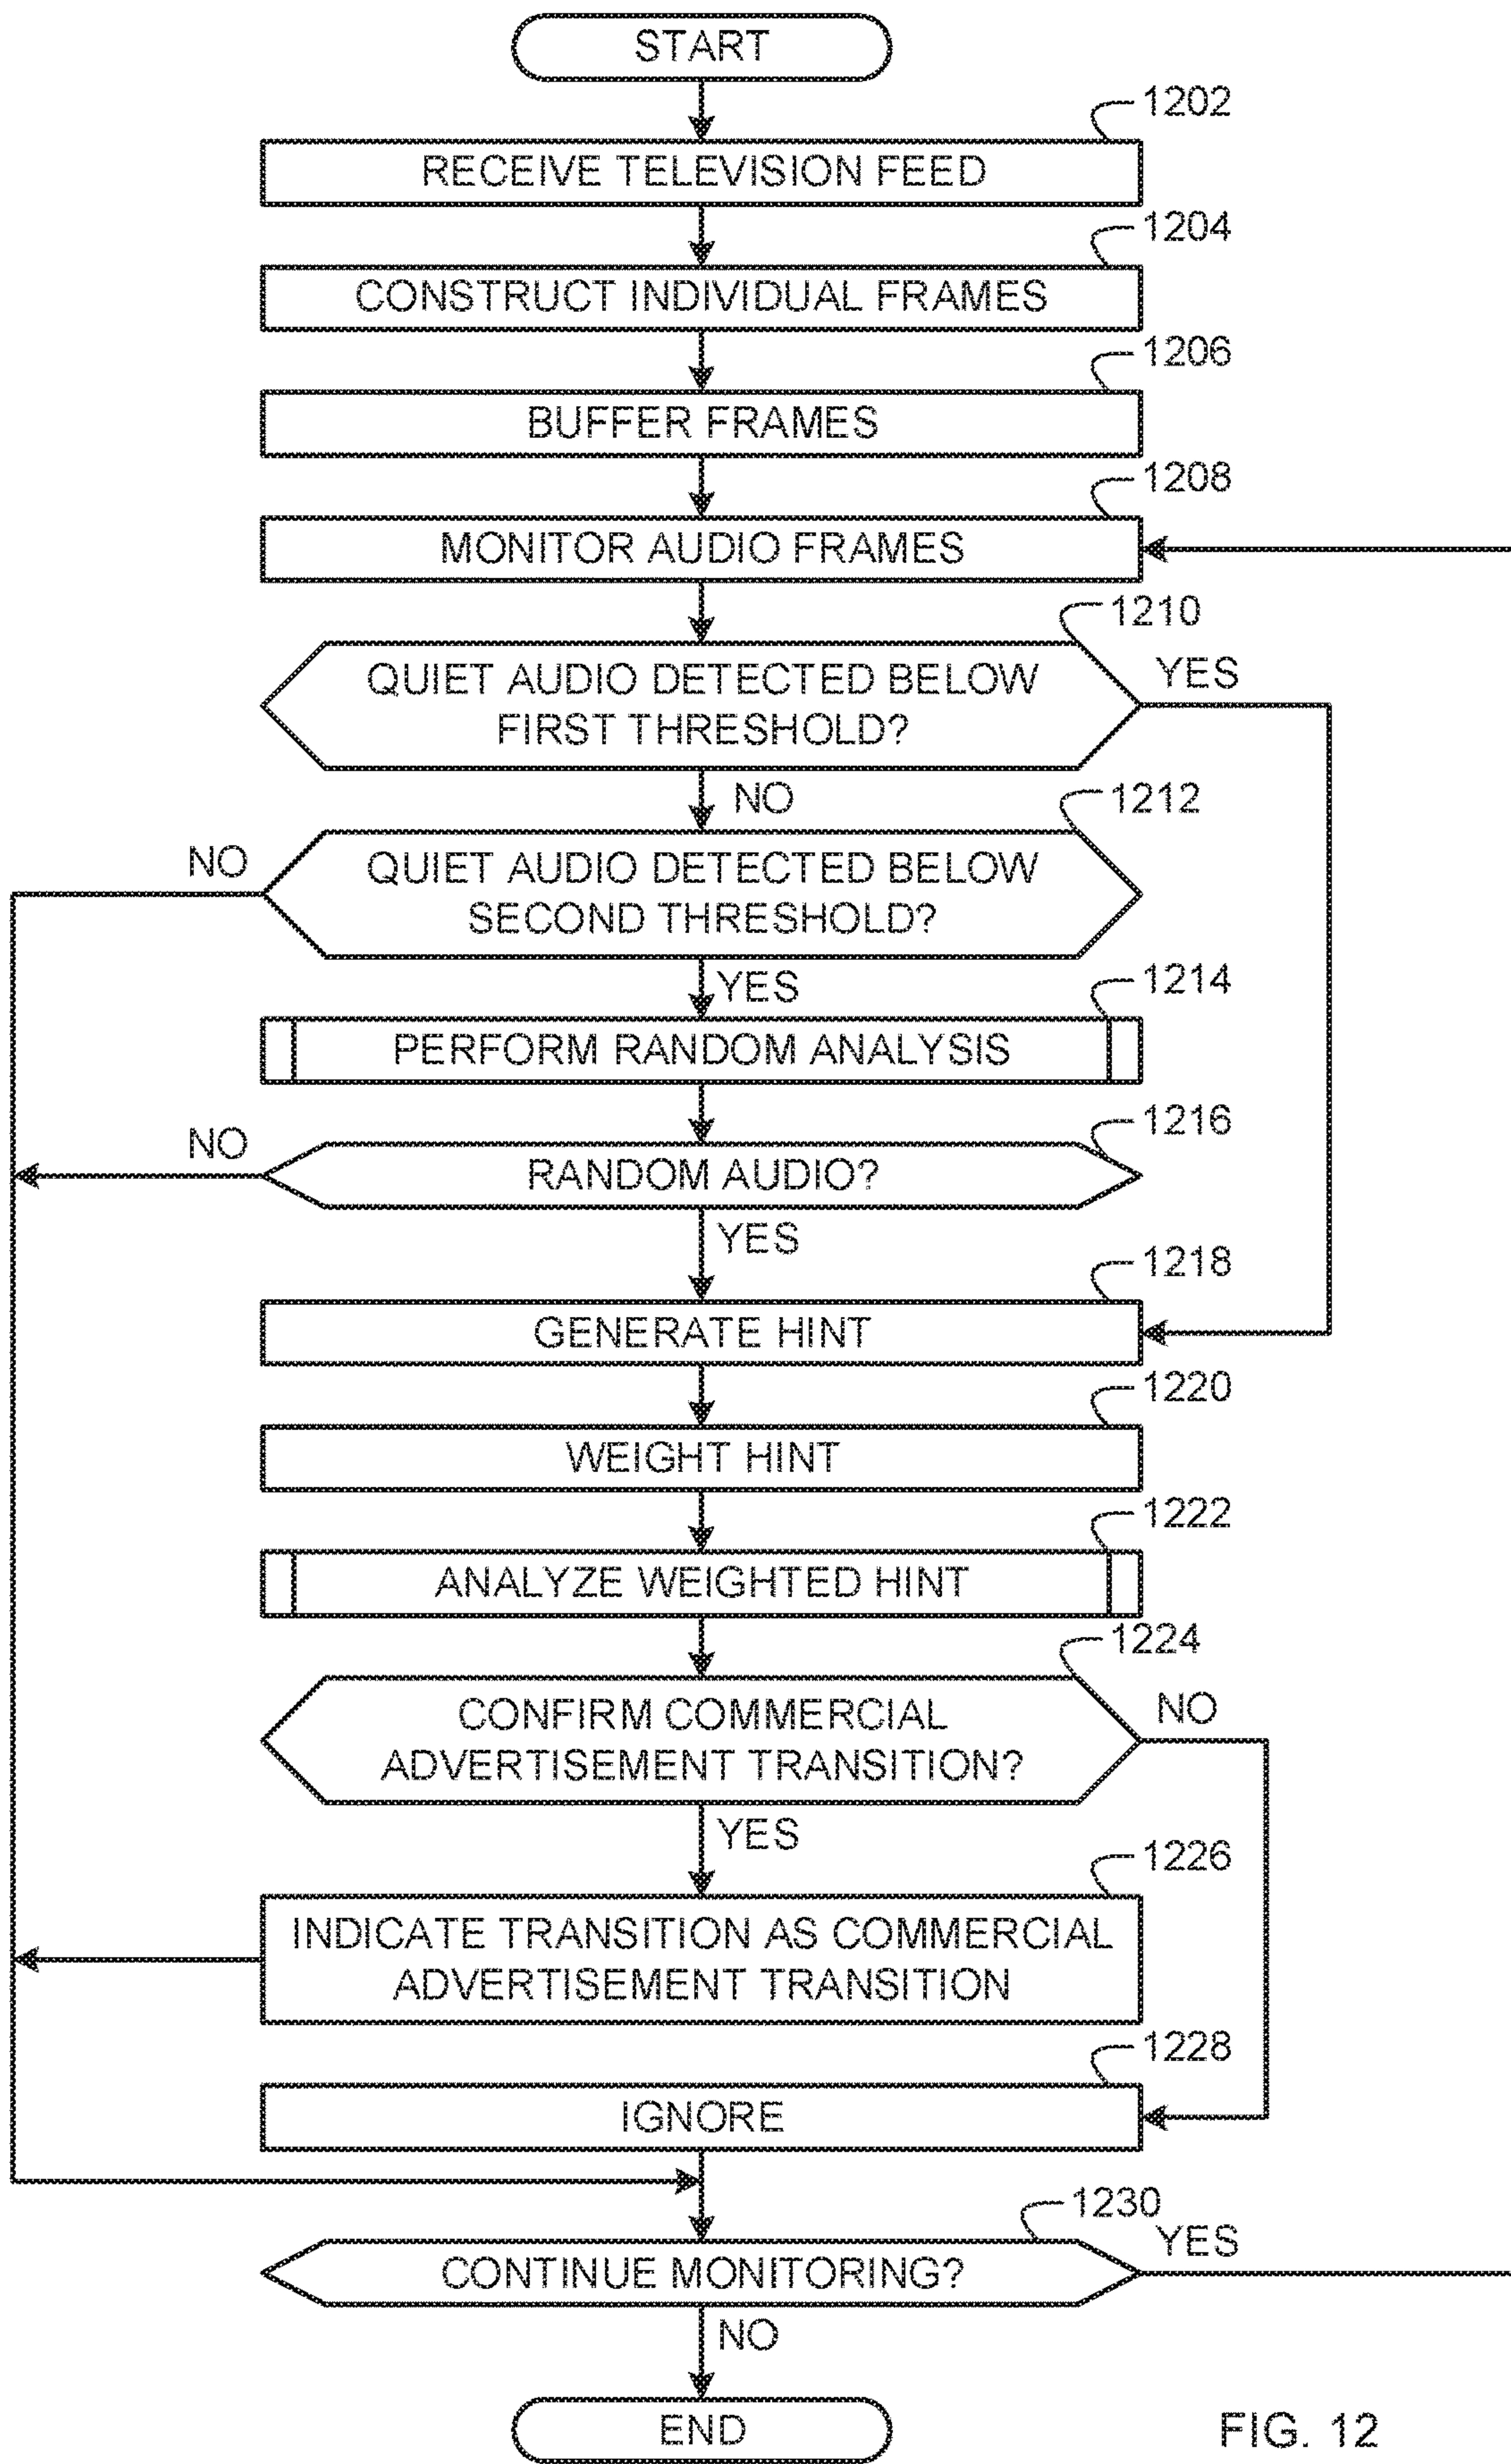 START
1202
RECEIVE TELEVISION FEED
1204
CONSTRUCT INDIVIDUAL FRAMES
1206
BUFFER FRAMES
1208
MONITOR AUDIO FRAMES
1210
QUIET AUDIO DETECTED BELOW
FIRST THRESHOLD?
YES
NO
1212
NO
QUIET AUDIO DETECTED BELOW
SECOND THRESHOLD?
YES
1214
PERFORM RANDOM ANALYSIS
1216
NO
RANDOM AUDIO?
YES
1218
GENERATE HINT
1220
WEIGHT HINT
1222
ANALYZE WEIGHTED HINT
1224
CONFIRM COMMERCIAL
ADVERTISEMENT TRANSITION?
NO
YES
1226
INDICATE TRANSITION AS COMMERCIAL
ADVERTISEMENT TRANSITION
1228
IGNORE
1230
CONTINUE MONITORING?
YES
NO
END
FIG. 12